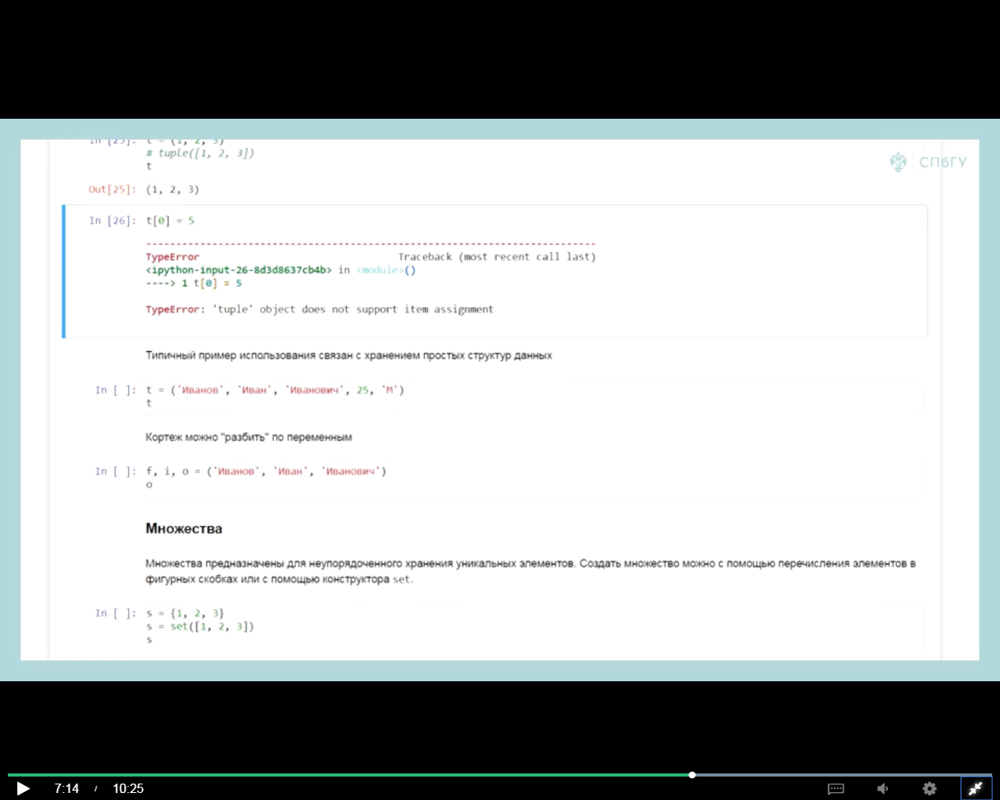 In [25]: t = (1, 2, 3)
# tuple([1, 2, 3])
t
СПбГУ
Out[25]: (1, 2, 3)
In [26]: t[0] = 5
---------------------------------------------------------------------------
TypeError Traceback (most recent call last)
<ipython-input-26-8d3d8637cb4b> in <module>()
----> 1 t[0] = 5
TypeError: 'tuple' object does not support item assignment
Типичный пример использования связан с хранением простых структур данных
In [ ]: t = ('Иванов', 'Иван', 'Иванович', 25, 'М')
t
Кортеж можно "разбить" по переменным
In [ ]: f, i, o = ('Иванов', 'Иван', 'Иванович')
o
Множества
Множества предназначены для неупорядоченного хранения уникальных элементов. Создать множество можно с помощью перечисления элементов в
фигурных скобках или с помощью конструктора set.
In [ ]: s = {1, 2, 3}
s = set([1, 2, 3])
s
7:14 / 10:25